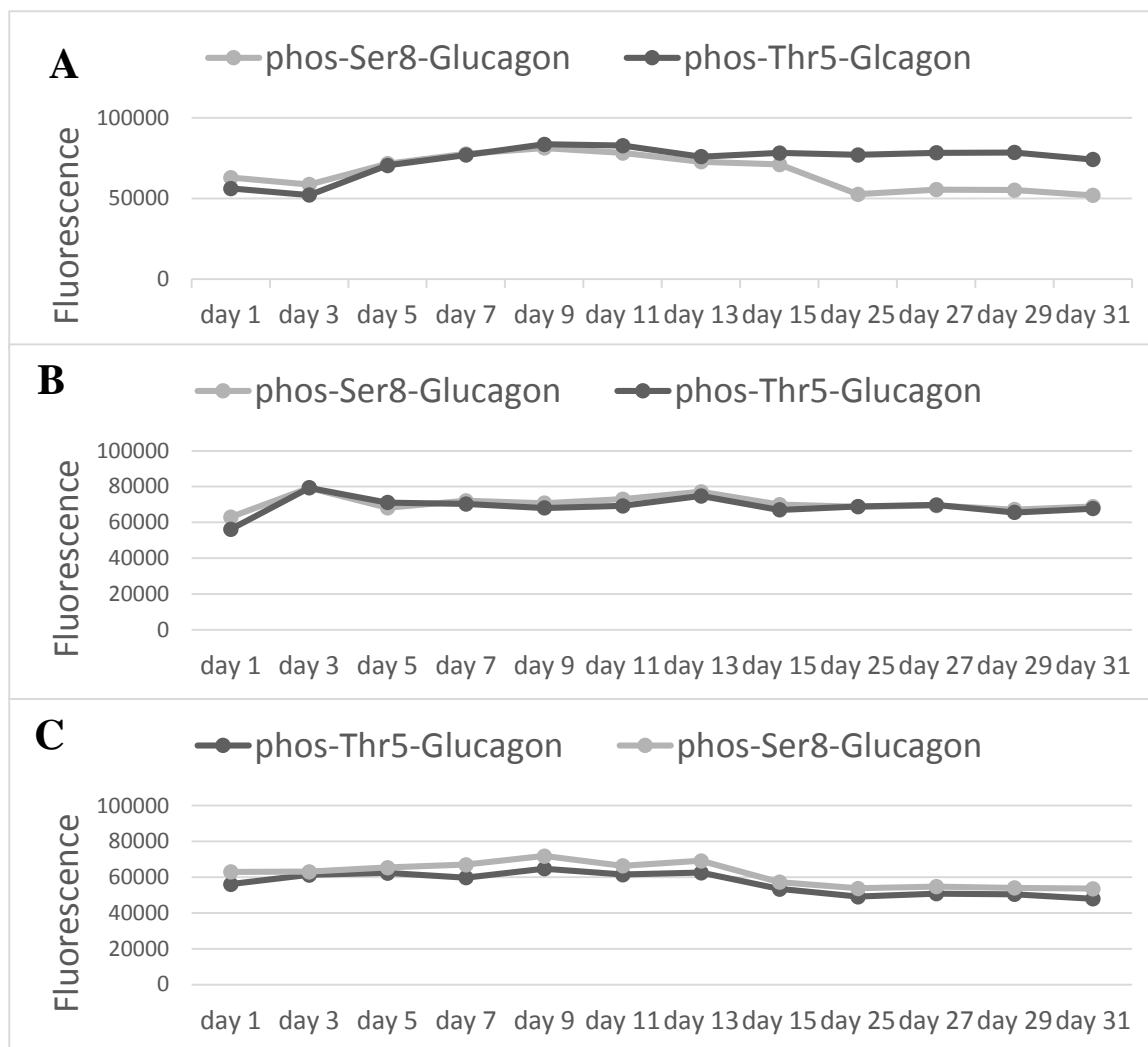 A
phos-Ser8-Glucagon phos-Thr5-Glcagon
Fluorescence
100000
50000
0
day 1 day 3 day 5 day 7 day 9 day 11 day 13 day 15 day 25 day 27 day 29 day 31
B
phos-Ser8-Glucagon phos-Thr5-Glucagon
Fluorescence
100000
80000
60000
40000
20000
0
day 1 day 3 day 5 day 7 day 9 day 11 day 13 day 15 day 25 day 27 day 29 day 31
C
phos-Thr5-Glucagon phos-Ser8-Glucagon
Fluorescence
100000
80000
60000
40000
20000
0
day 1 day 3 day 5 day 7 day 9 day 11 day 13 day 15 day 25 day 27 day 29 day 31